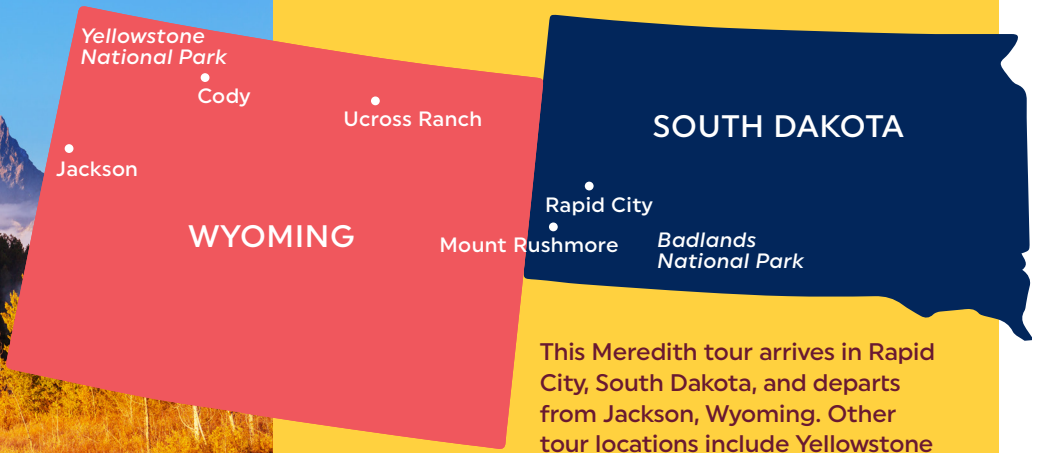 Yellowstone
National Park
Cody
Ucross Ranch
Jackson
WYOMING
SOUTH DAKOTA
Rapid City
Mount Rushmore
Badlands
National Park
This Meredith tour arrives in Rapid
City, South Dakota, and departs
from Jackson, Wyoming. Other
tour locations include Yellowstone